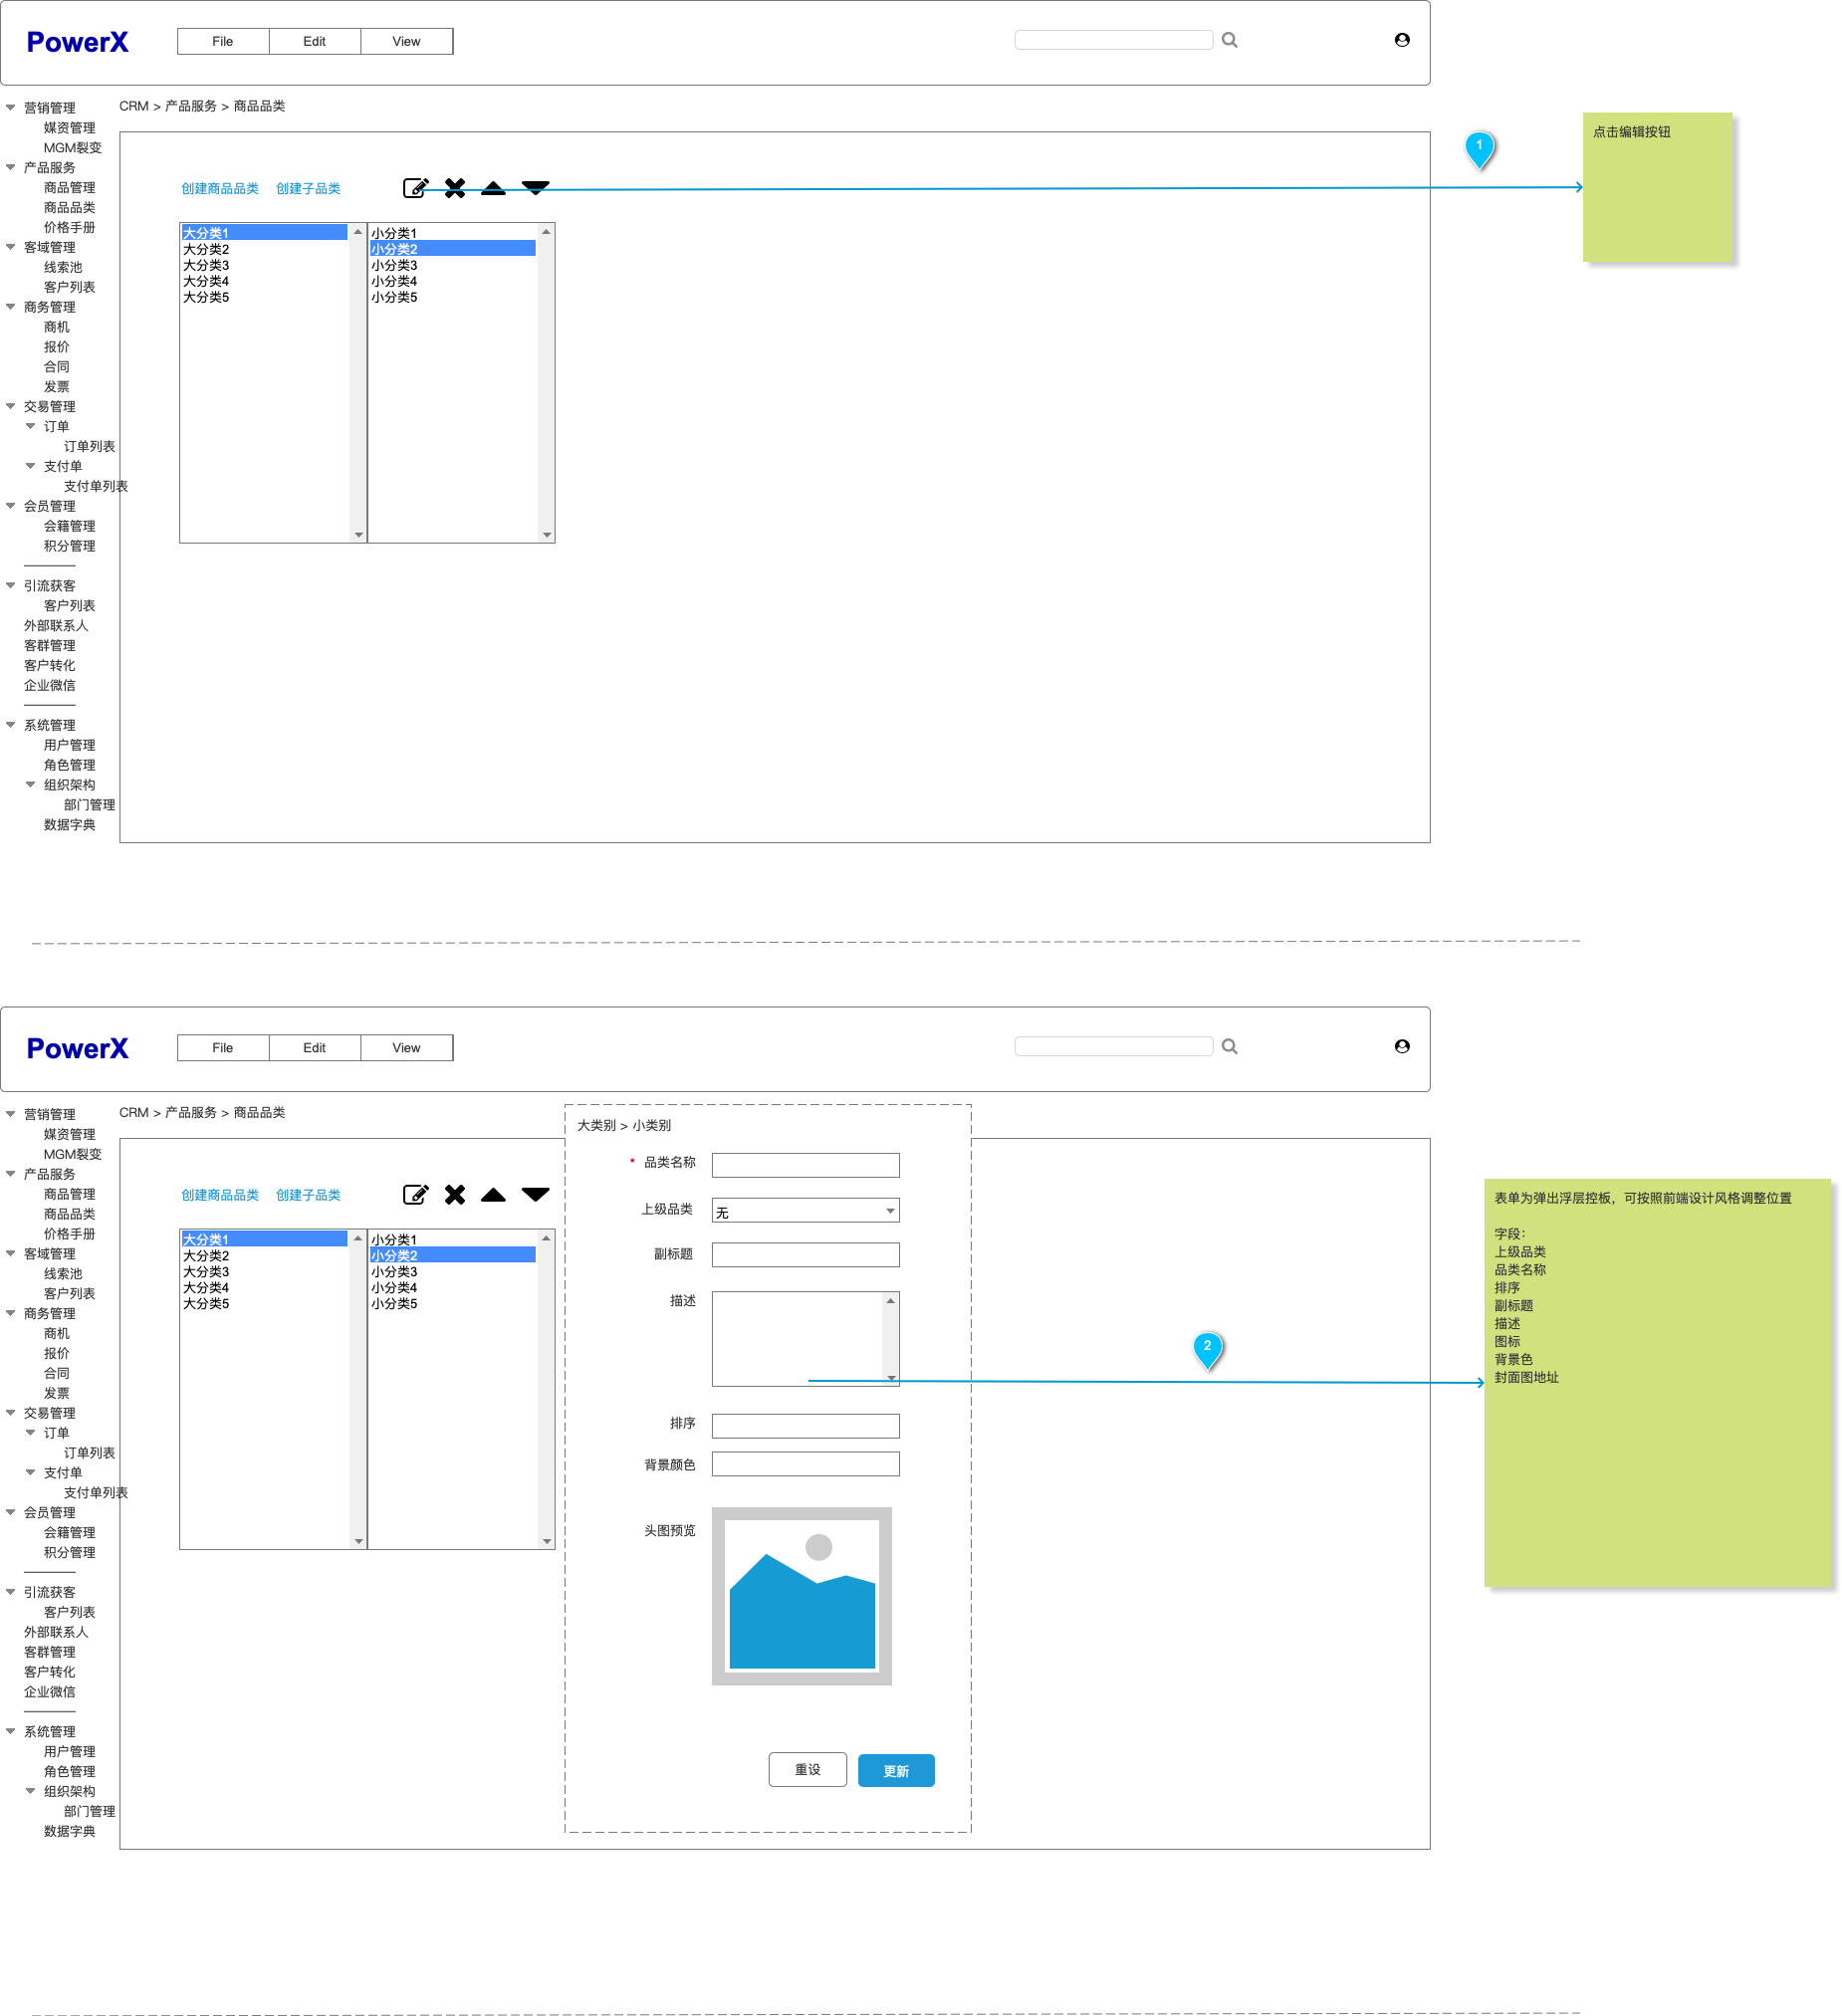 PowerX
File
Edit
View
CRM > 产品服务 > 商品品类
营销管理
媒资管理
MGM裂变
产品服务
商品管理
商品品类
价格手册
客域管理
线索池
客户列表
商务管理
商机
报价
合同
发票
交易管理
订单
订单列表
支付单
支付单列表
会员管理
会籍管理
积分管理
引流获客
客户列表
外部联系人
客群管理
客户转化
企业微信
系统管理
用户管理
角色管理
组织架构
部门管理
数据字典
创建商品品类
创建子品类
大分类1
大分类2
大分类3
大分类4
大分类5
小分类1
小分类2
小分类3
小分类4
小分类5
1
点击编辑按钮
PowerX
File
Edit
View
CRM > 产品服务 > 商品品类
营销管理
媒资管理
MGM裂变
产品服务
商品管理
商品品类
价格手册
客域管理
线索池
客户列表
商务管理
商机
报价
合同
发票
交易管理
订单
订单列表
支付单
支付单列表
会员管理
会籍管理
积分管理
引流获客
客户列表
外部联系人
客群管理
客户转化
企业微信
系统管理
用户管理
角色管理
组织架构
部门管理
数据字典
创建商品品类
创建子品类
大分类1
大分类2
大分类3
大分类4
大分类5
小分类1
小分类2
小分类3
小分类4
小分类5
大类别 > 小类别
* 品类名称
上级品类
无
副标题
描述
排序
背景颜色
头图预览
重设
更新
2
表单为弹出浮层控板，可按照前端设计风格调整位置
字段：
上级品类
品类名称
排序
副标题
描述
图标
背景色
封面图地址